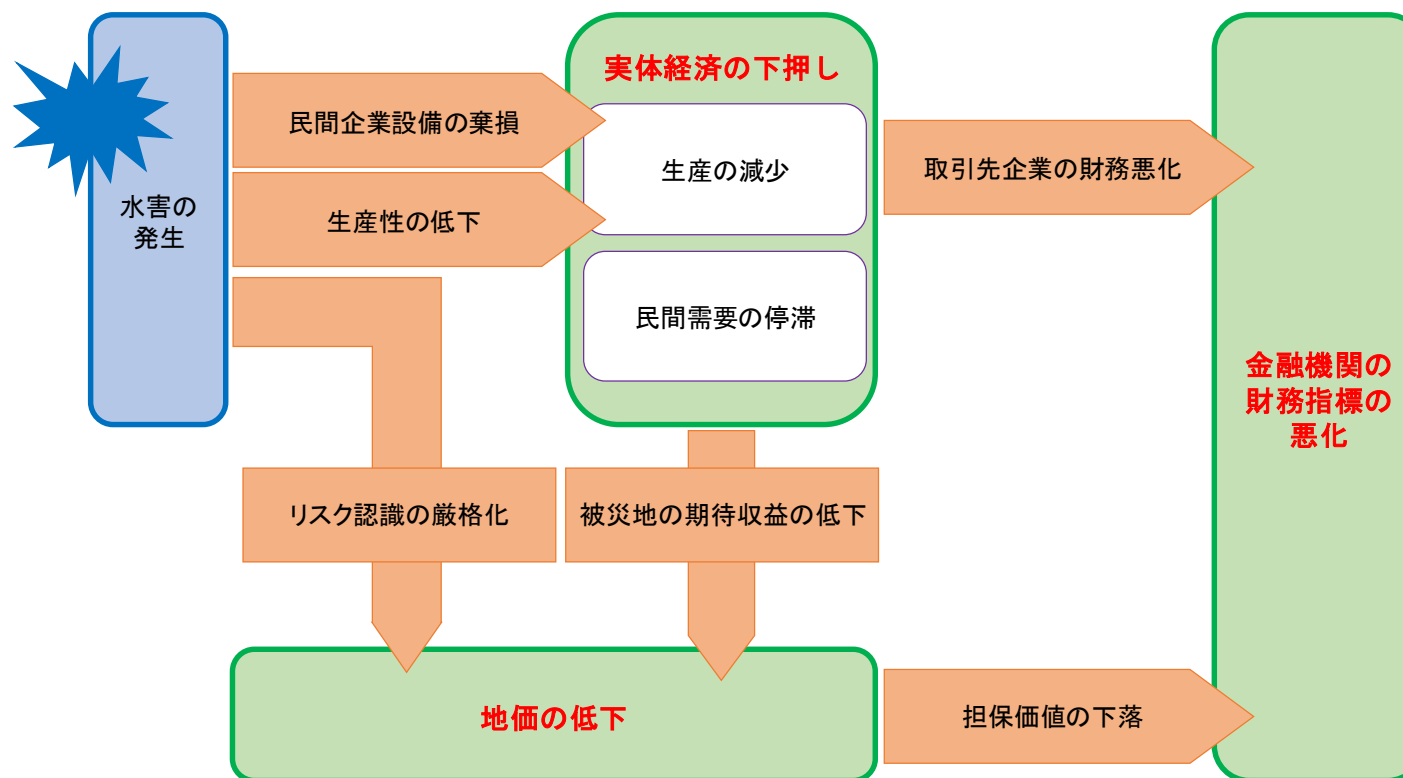 実体経済の下押し
民間企業設備の棄損
生産の減少
取引先企業の財務悪化
水害の
発生
生産性の低下
民間需要の停滞
金融機関の
財務指標の
悪化
リスク認識の厳格化
被災地の期待収益の低下
地価の低下
担保価値の下落